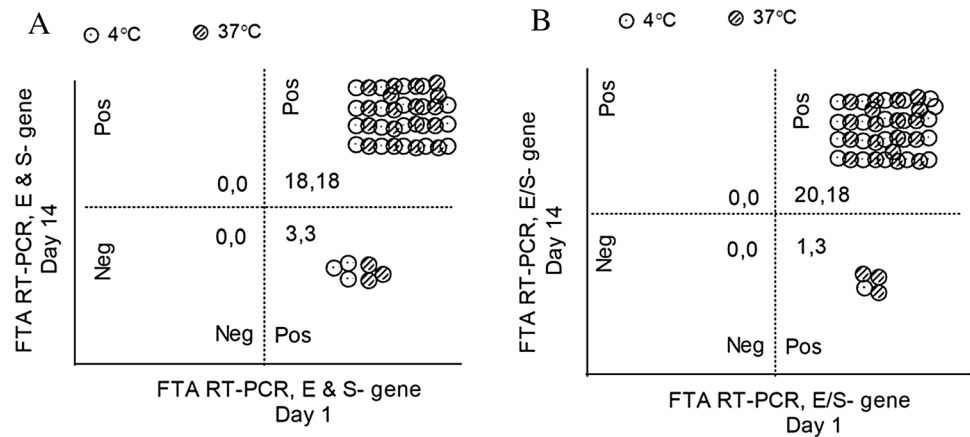 A
4°C
37°C
FTA RT-PCR, E & S- gene
Day 14
Pos
Pos
0,0
18,18
Neg
0,0
3,3
Neg
Pos
FTA RT-PCR, E & S- gene
Day 1
B
4°C
37°C
FTA RT-PCR, E/S- gene
Day 14
Pos
Pos
0,0
20,18
Neg
0,0
1,3
Neg
Pos
FTA RT-PCR, E/S- gene
Day 1